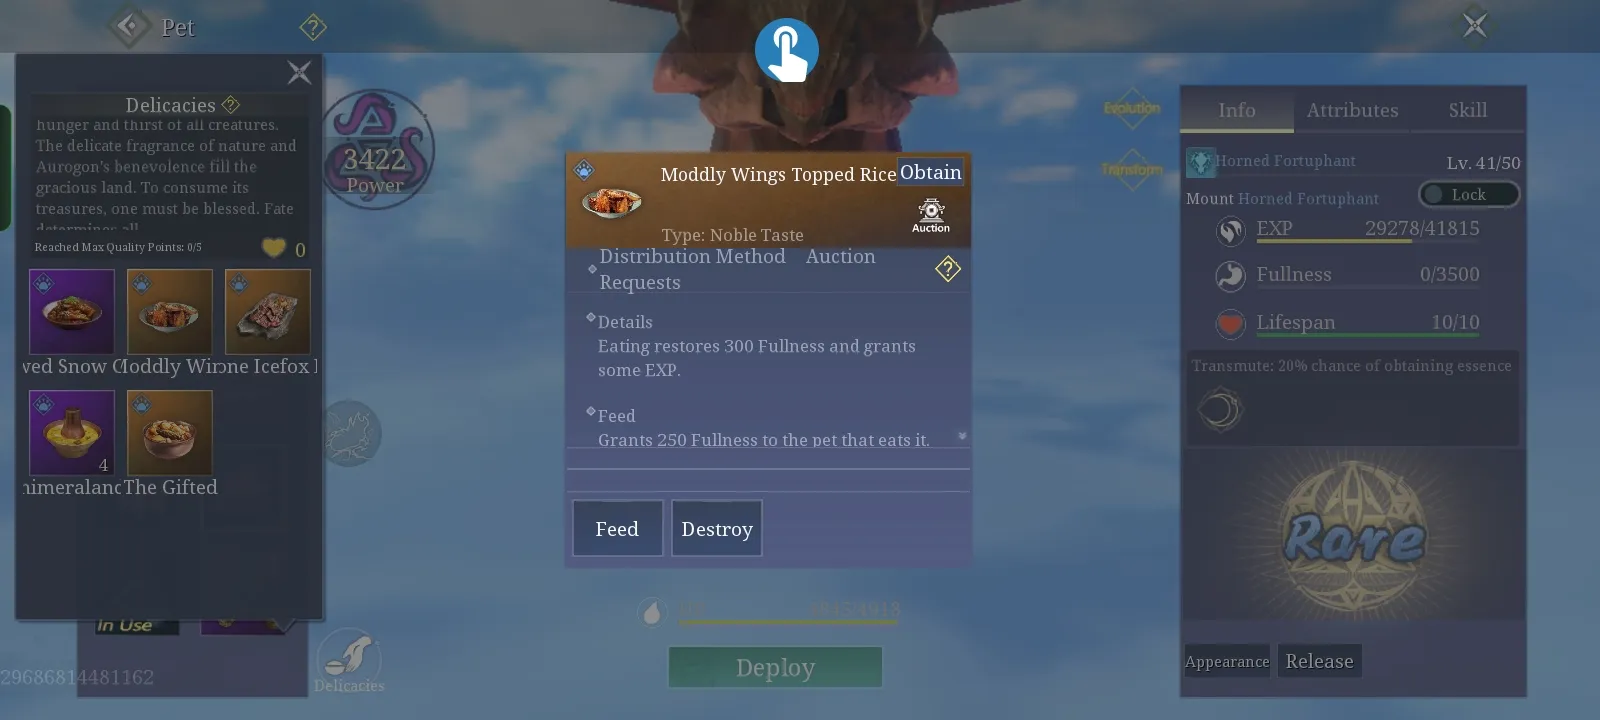 Pet
Delicacies
hunger and thirst of all creatures.
The delicate fragrance of nature and
Aurogon's benevolence fill the
gracious land. To consume its
treasures, one must be blessed. Fate
determines all
Reached Max Quality Points: 0/5
0
ved Snow C
Moddly Win
one Icefox
4
himeraland
The Gifted
In Use
29686814481162
Delicacies
3422
Power
Moddly Wings Topped Rice
Obtain
Auction
Type: Noble Taste
Distribution Method Auction
Requests
Details
Eating restores 300 Fullness and grants
some EXP.
Feed
Grants 250 Fullness to the pet that eats it.
Feed
Destroy
Deploy
Evolution
Transform
Info
Attributes
Skill
Horned Fortuphant
Lv. 41/50
Mount Horned Fortuphant
Lock
EXP 29278/41815
Fullness 0/3500
Lifespan 10/10
Transmute: 20% chance of obtaining essence
Rare
Appearance
Release